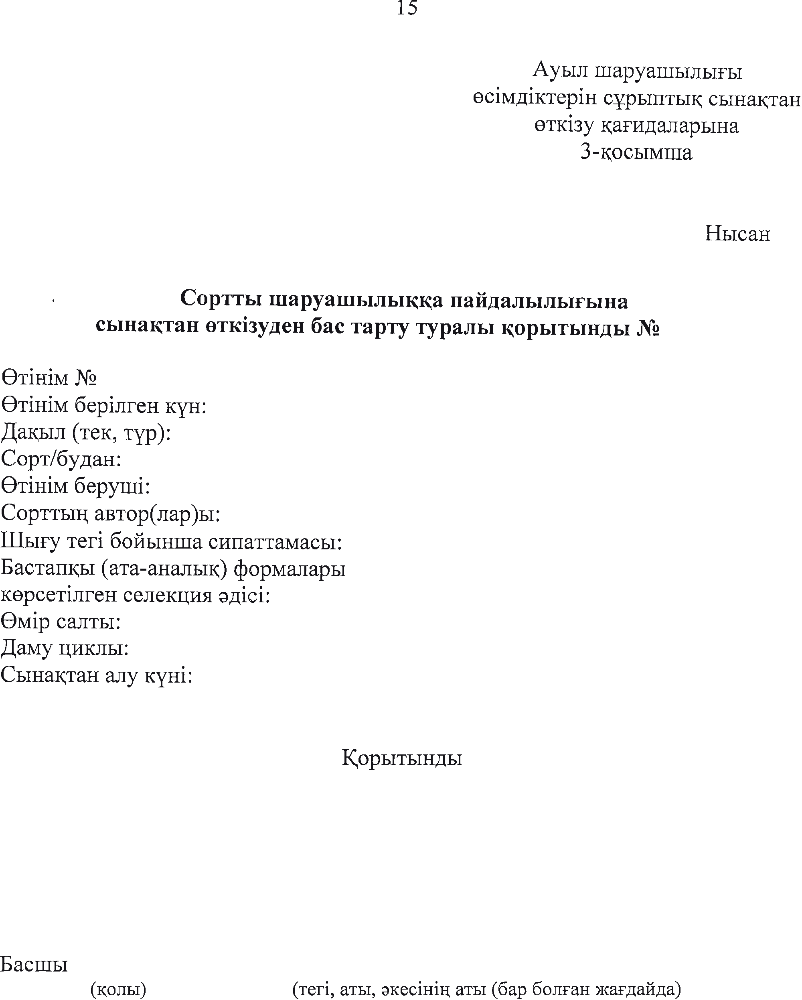 15
Ауыл шаруашылығы
өсімдіктерін сұрыптық сынақтан
өткізу қағидаларына
3-қосымша
Нысан
Сортты шаруашылыққа пайдалылығына
сынақтан өткізуден бас тарту туралы қорытынды №
Өтінім №
Өтінім берілген күн:
Дақыл (тек, түр):
Сорт/будан:
Өтінім беруші:
Сорттың автор(лар)ы:
Шығу тегі бойынша сипаттамасы:
Бастапқы (ата-аналық) формалары
көрсетілген селекция әдісі:
Өмір салты:
Даму циклы:
Сынақтан алу күні:
Қорытынды
Басшы
(қолы) (тегі, аты, әкесінің аты (бар болған жағдайда)